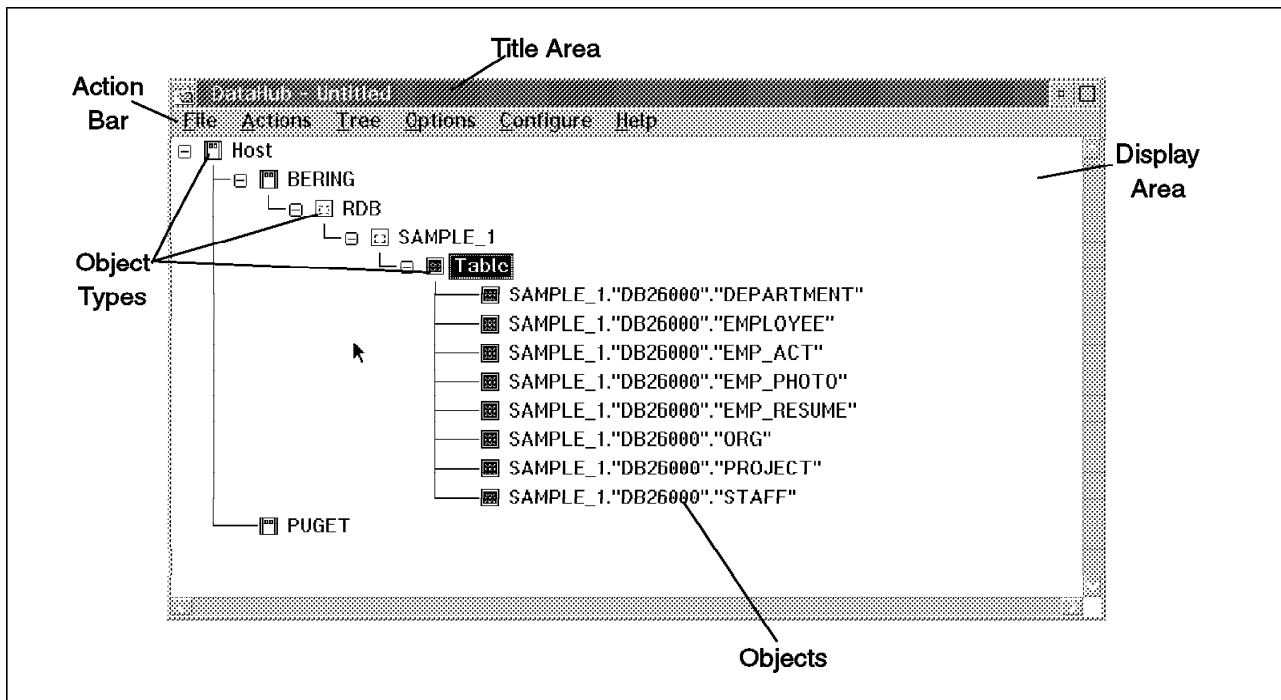 Title Area
Action
Bar
DataHub - Untitled
File Actions Tree Options Configure Help
Host
BERING
RDB
SAMPLE_1
Table
SAMPLE_1."DB26000"."DEPARTMENT"
SAMPLE_1."DB26000"."EMPLOYEE"
SAMPLE_1."DB26000"."EMP_ACT"
SAMPLE_1."DB26000"."EMP_PHOTO"
SAMPLE_1."DB26000"."EMP_RESUME"
SAMPLE_1."DB26000"."ORG"
SAMPLE_1."DB26000"."PROJECT"
SAMPLE_1."DB26000"."STAFF"
PUGET
Display
Area
Object
Types
Objects